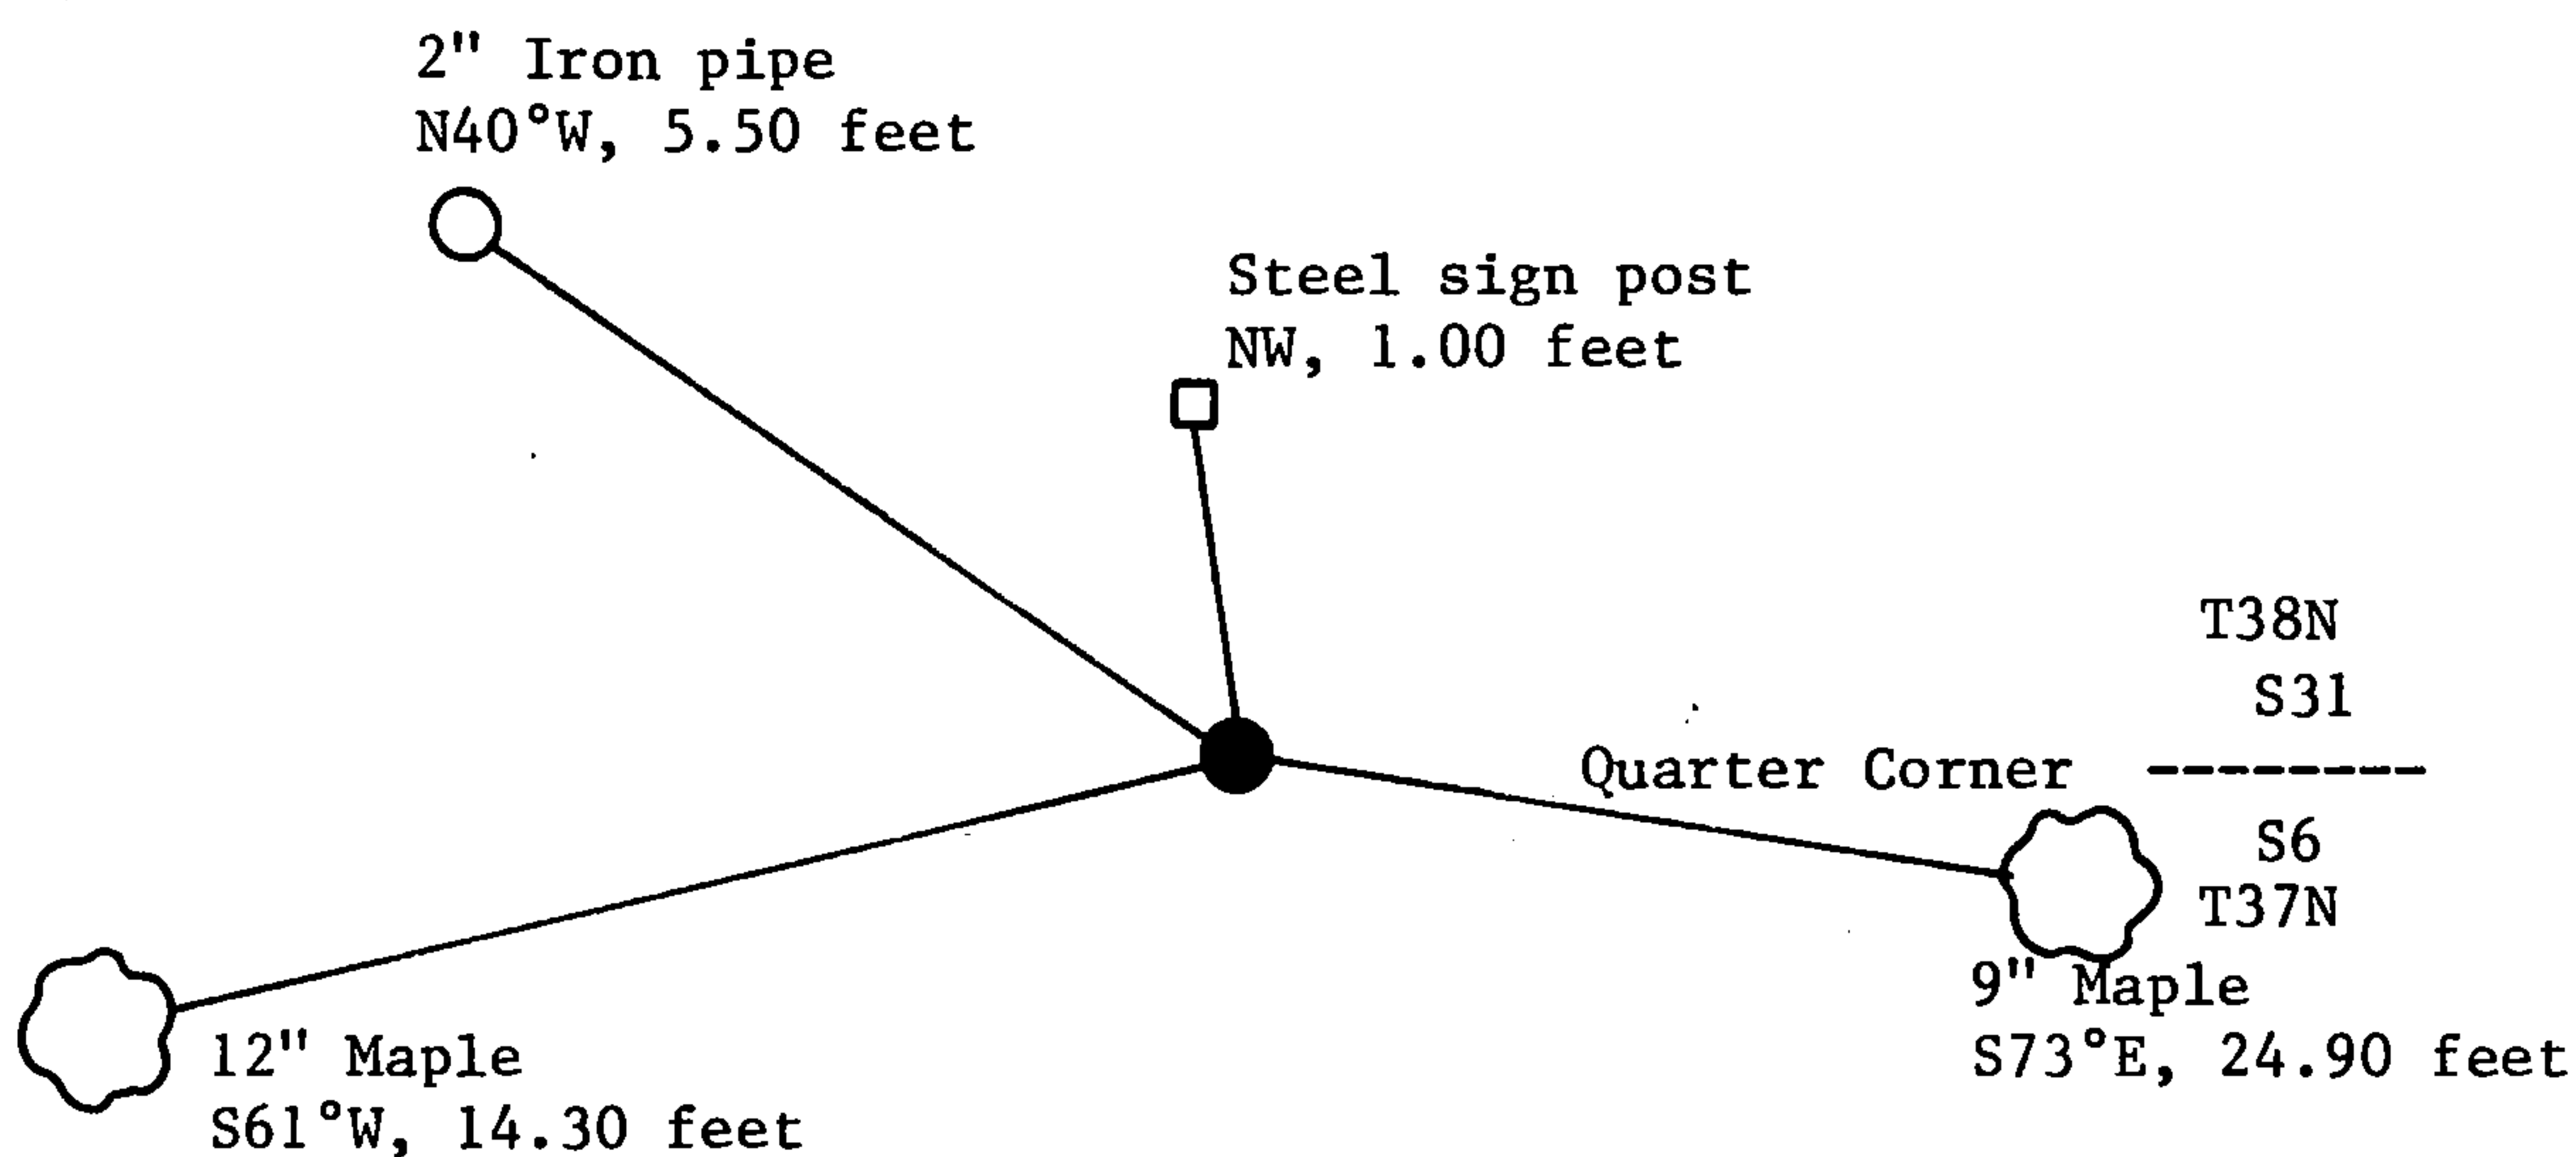 2" Iron pipe
N40°W, 5.50 feet
Steel sign post
NW, 1.00 feet
T38N
S31
Quarter Corner --------
S6
T37N
9" Maple
S73°E, 24.90 feet
12" Maple
S61°W, 14.30 feet